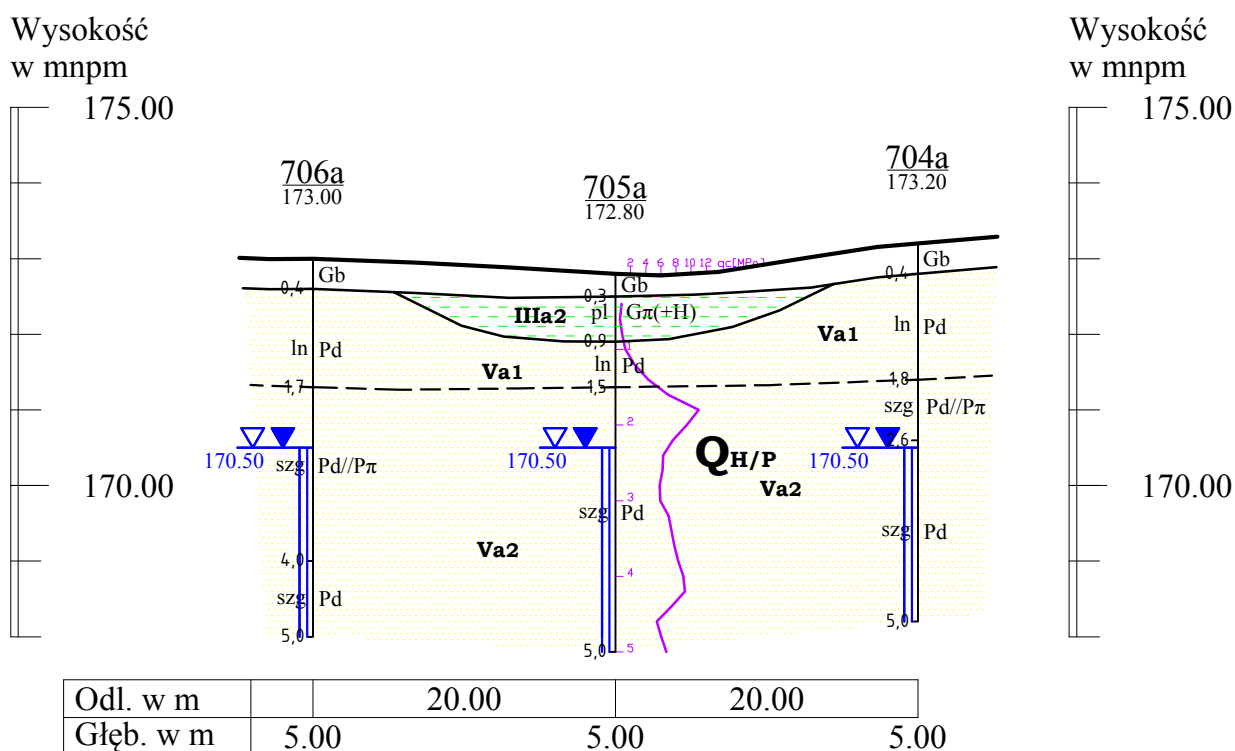 Wysokość
w mnpm
Wysokość
w mnpm
175.00
175.00
706a
173.00
705a
172.80
704a
173.20
2 4 6 8 10 12 qc[MPa]
Gb
Gb
Gb
0,4
0,3
0,4
IIIa2
pl
Gπ(+H)
0,9
1
ln Pd
Va1
ln Pd
Va1
ln Pd
1,7
1,5
1,8
szg Pd//Pπ
2
2,6
170.50
170.50
170.50
QH/P
szg Pd//Pπ
170.00
170.00
Va2
3
szg Pd
szg Pd
Va2
4,0
4
szg Pd
5,0
5,0
5
5,0
Odl. w m 20.00 20.00
Głęb. w m 5.00 5.00 5.00